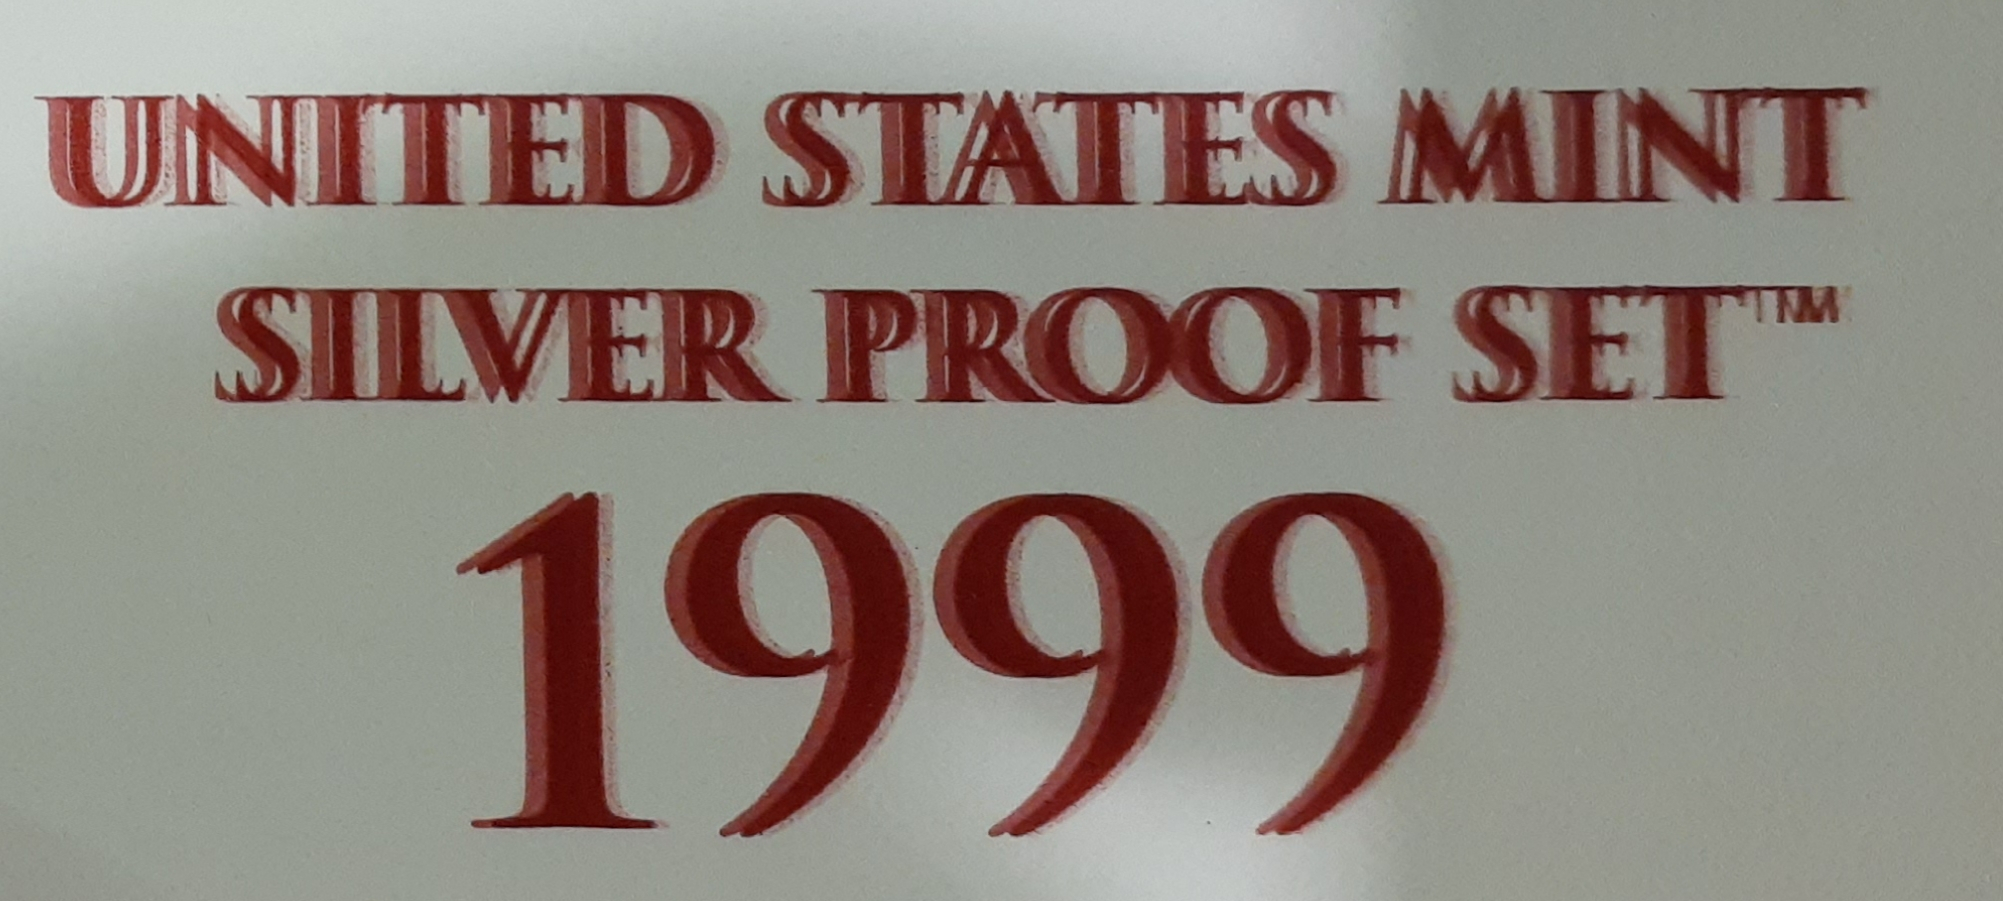 UNITED STATES MINT
SILVER PROOF SET™
1999